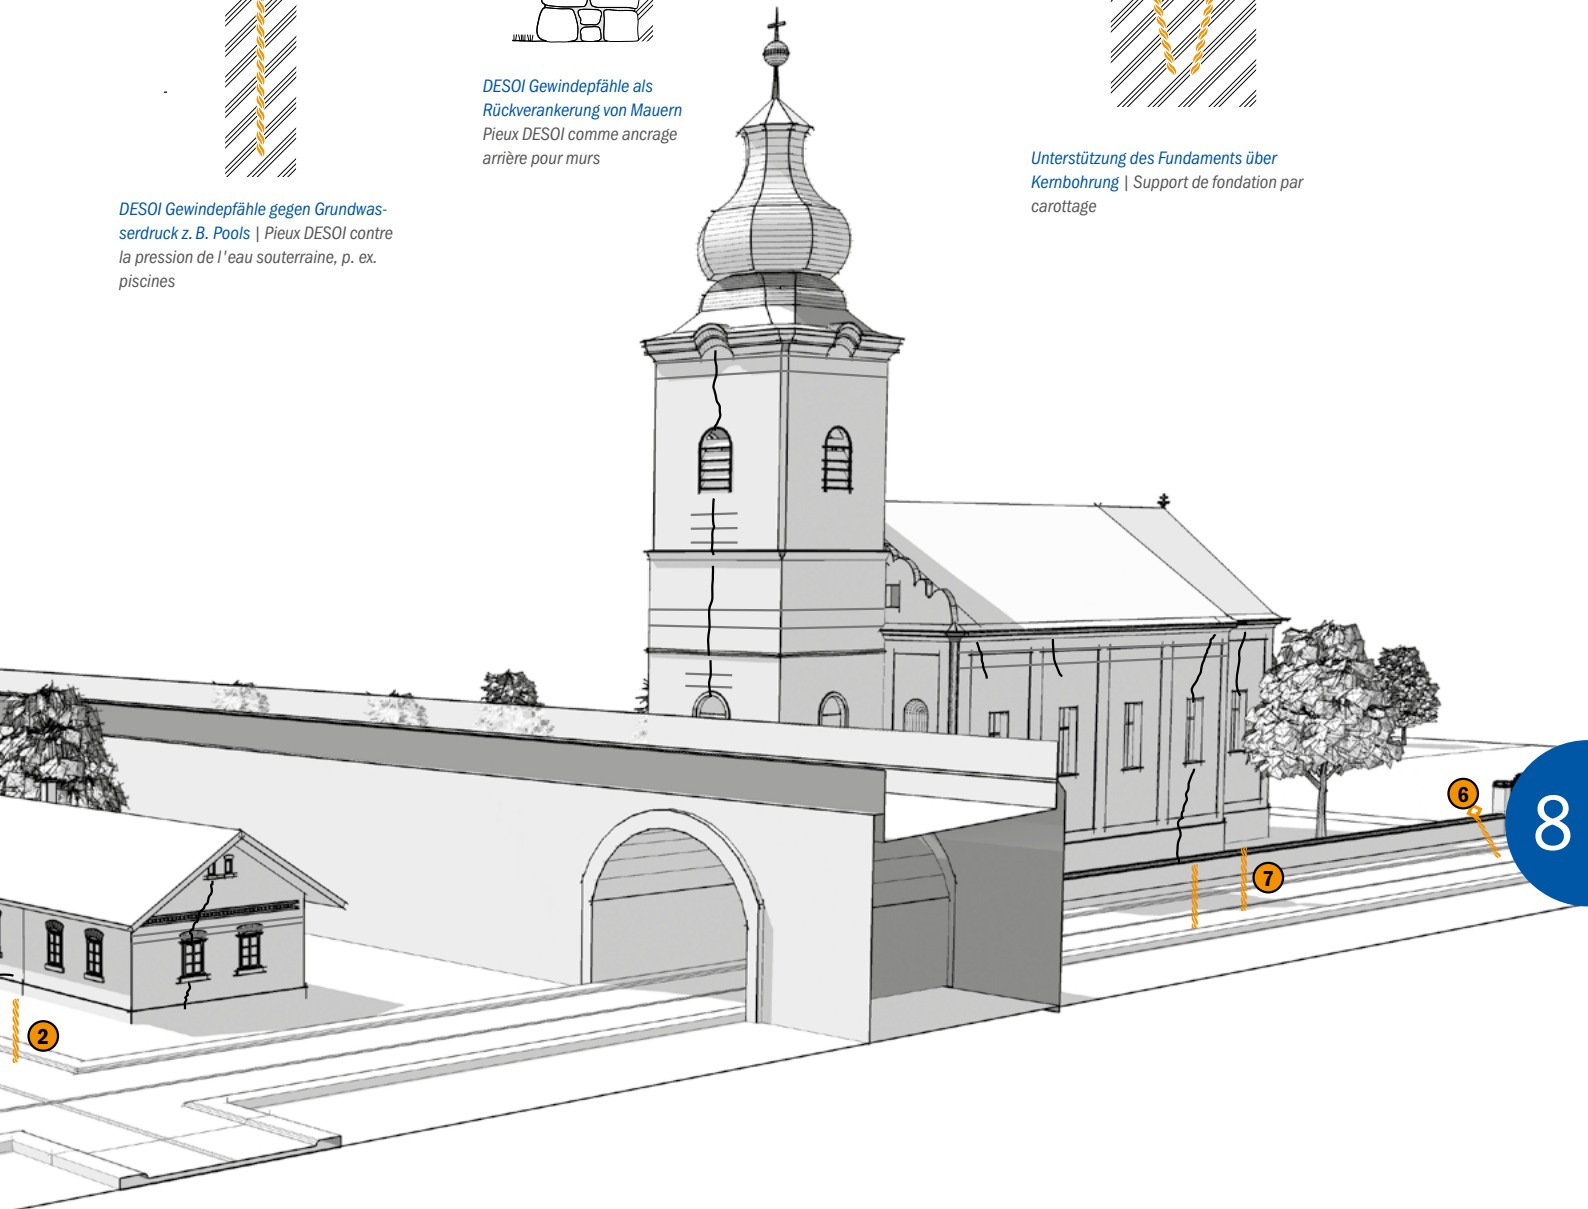 DESOI Gewindepfähle als
Rückverankerung von Mauern
Pieux DESOI comme ancrage
arrière pour murs
Unterstützung des Fundaments über
Kernbohrung | Support de fondation par
carottage
DESOI Gewindepfähle gegen Grundwas-
serdruck z. B. Pools | Pieux DESOI contre
la pression de l'eau souterraine, p. ex.
piscines
6
8
7
2